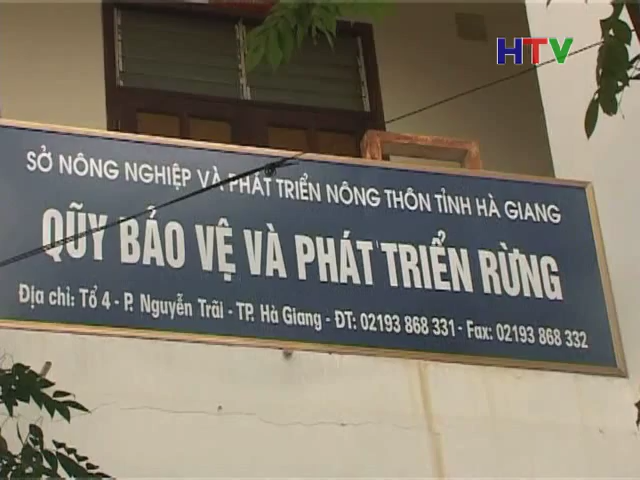 HTV
SỞ NÔNG NGHIỆP VÀ PHÁT TRIỂN NÔNG THÔN TỈNH HÀ GIANG
QŨY BẢO VỆ VÀ PHÁT TRIỂN RỪNG
Địa chỉ: Tổ 4 - P. Nguyễn Trãi - TP. Hà Giang - ĐT: 02193 868 331 - Fax: 02193 868 332